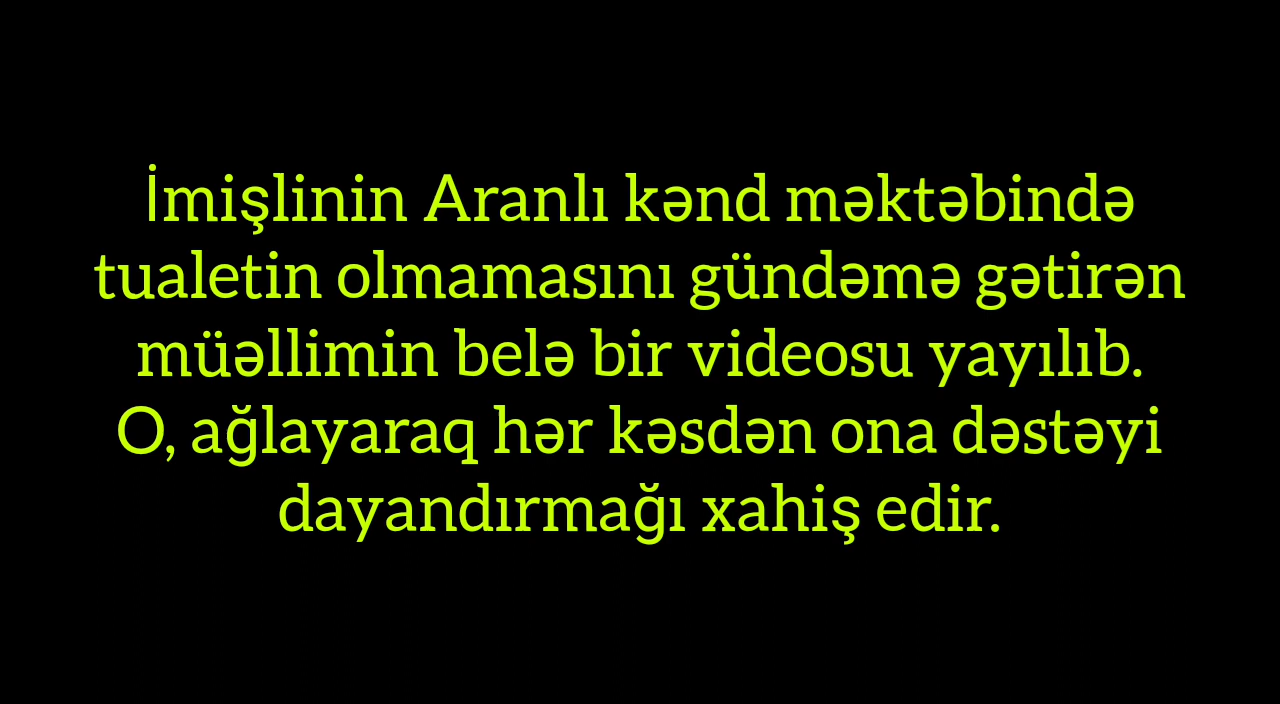 İmişlinin Aranlı kənd məktəbində
tualetin olmamasını gündəmə gətirən
müəllimin belə bir videosu yayılıb.
O, ağlayaraq hər kəsdən ona dəstəyi
dayandırmağı xahiş edir.